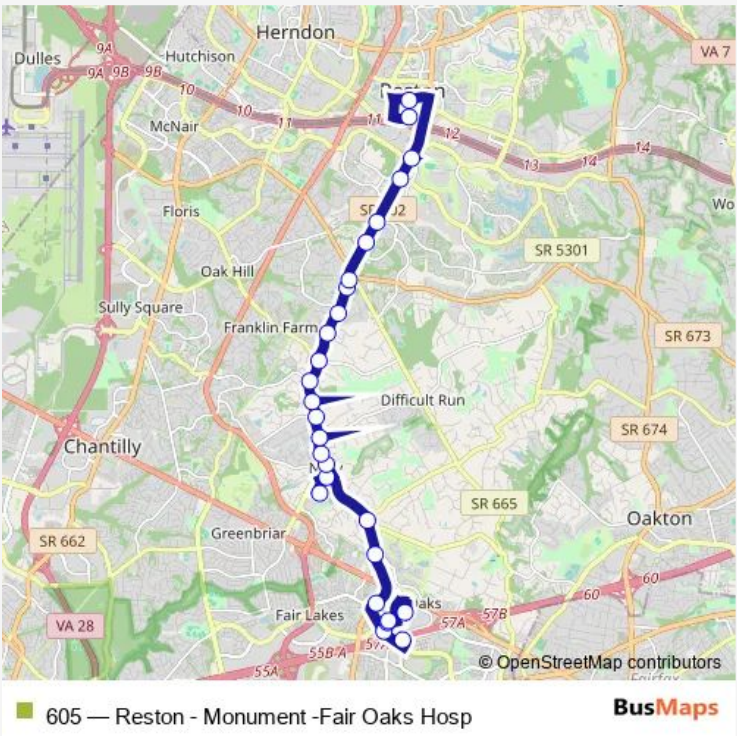 Herndon
VA 7
9A
Dulles
Hutchison
9A 9B 9B
10
Reston
10
11
11
12
McNair
13
14
14
Floris
SR 5301
Oak Hill
Sully Square
Franklin Farm
SR 673
Difficult Run
SR 674
Chantilly
SR 665
Oakton
Greenbriar
SR 662
60
60
Fair Lakes
57A
57B
VA 28
55B A
55A
© OpenStreetMap contributors
Fairfax
605 — Reston - Monument -Fair Oaks Hosp
BusMaps